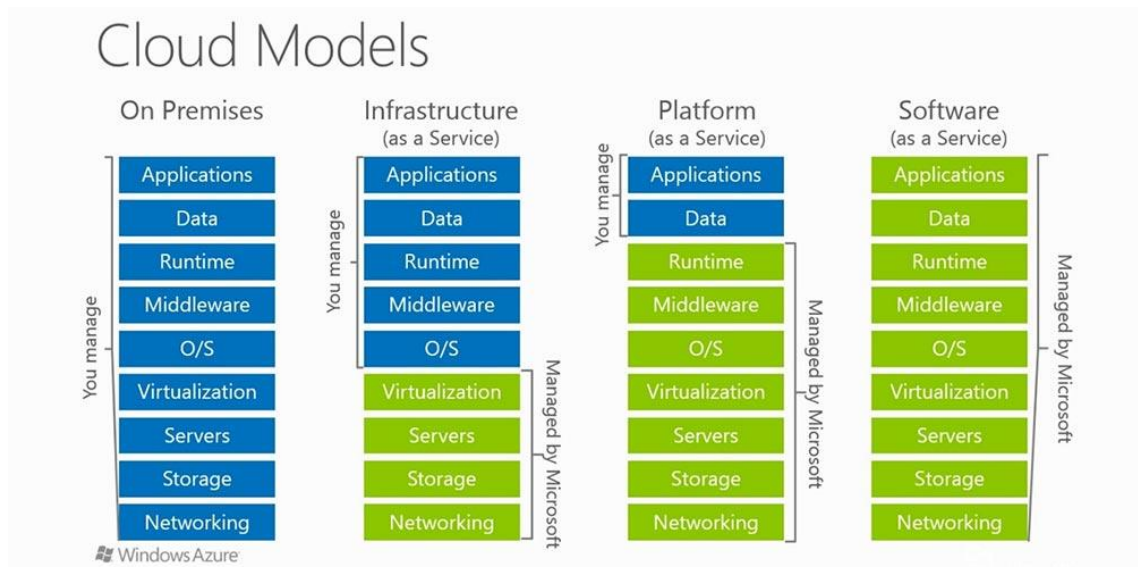 Cloud Models
On Premises
You manage
Applications
Data
Runtime
Middleware
O/S
Virtualization
Servers
Storage
Networking
Infrastructure
(as a Service)
You manage
Applications
Data
Runtime
Middleware
O/S
Virtualization
Servers
Storage
Networking
Managed by Microsoft
Platform
(as a Service)
You manage
Applications
Data
Runtime
Middleware
O/S
Virtualization
Servers
Storage
Networking
Managed by Microsoft
Software
(as a Service)
Applications
Data
Runtime
Middleware
O/S
Virtualization
Servers
Storage
Networking
Managed by Microsoft
Windows Azure